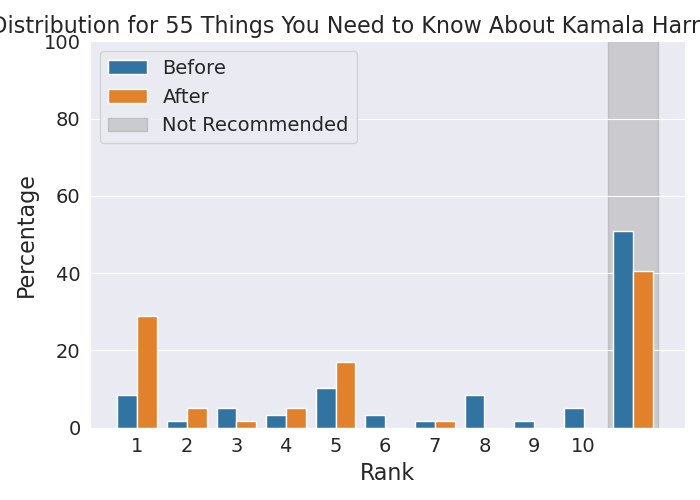 Distribution for 55 Things You Need to Know About Kamala Harr
100
80
60
40
20
0
Percentage
Before
After
Not Recommended
1 2 3 4 5 6 7 8 9 10
Rank